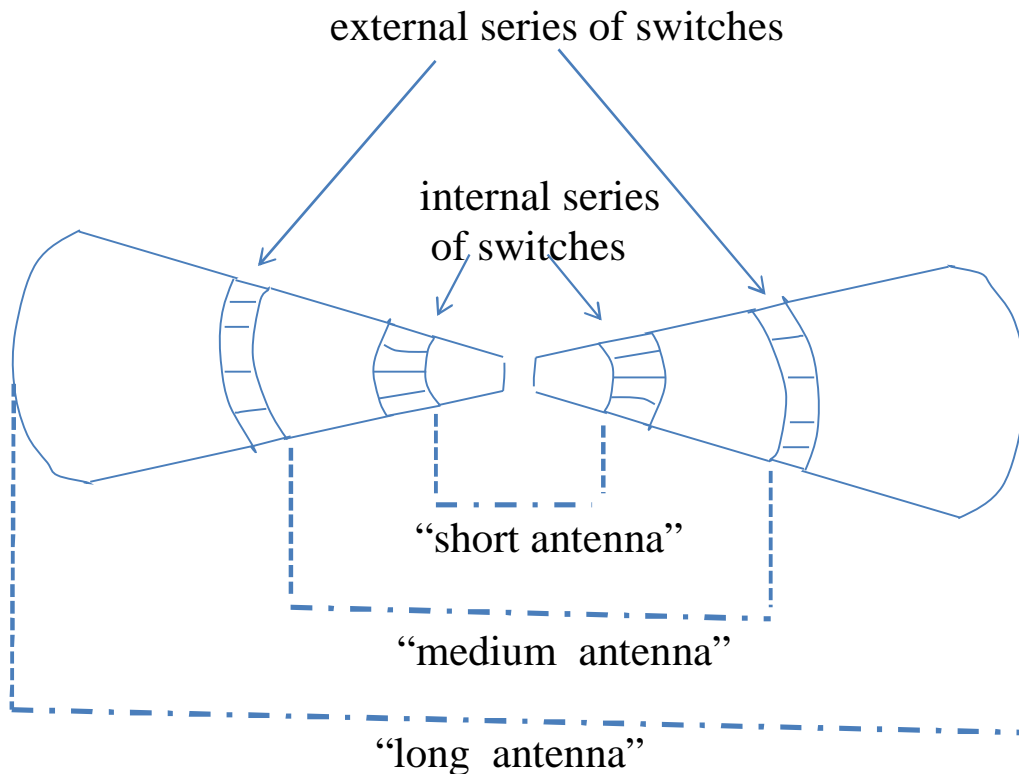 external series of switches
internal series
of switches
“short antenna”
“medium antenna”
“long antenna”